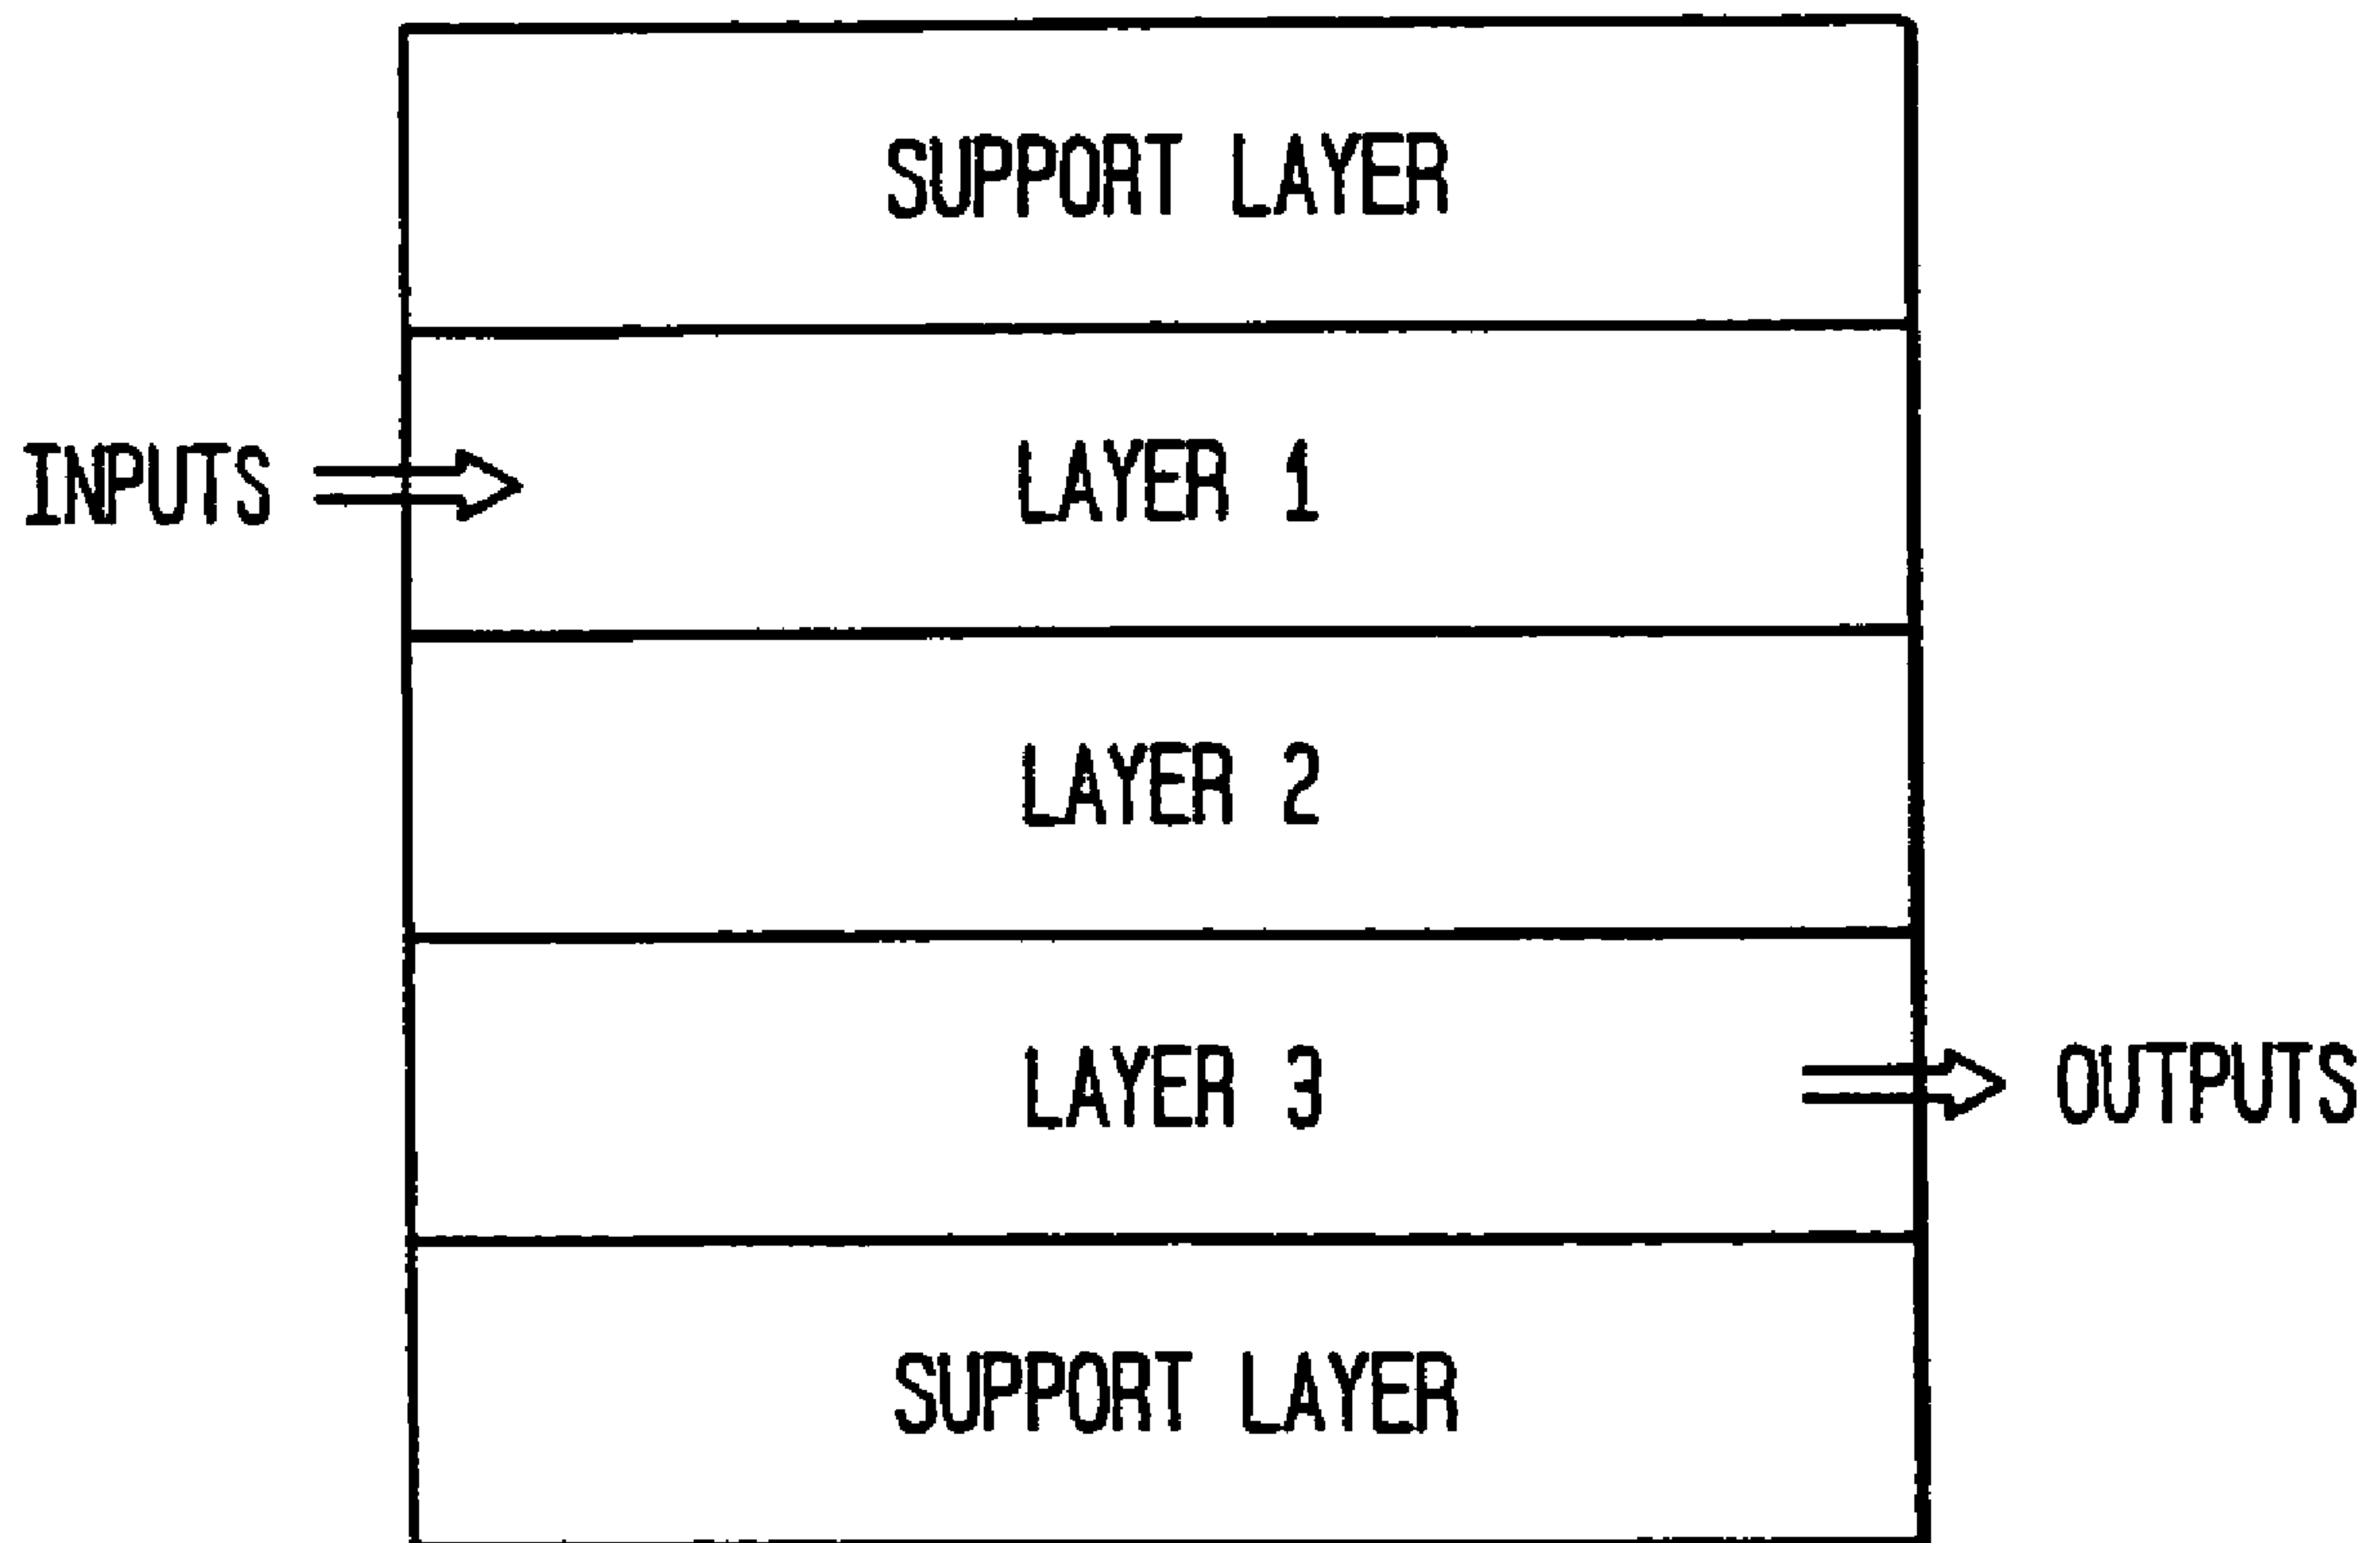 SUPPORT LAYER
INPUTS
LAYER 1
LAYER 2
LAYER 3
OUTPUTS
SUPPORT LAYER